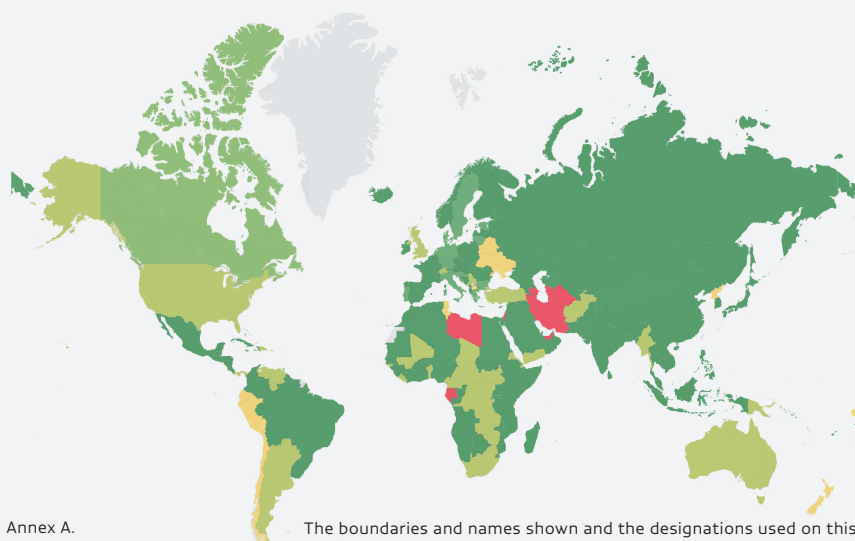 Annex A.
The boundaries and names shown and the designations used on this